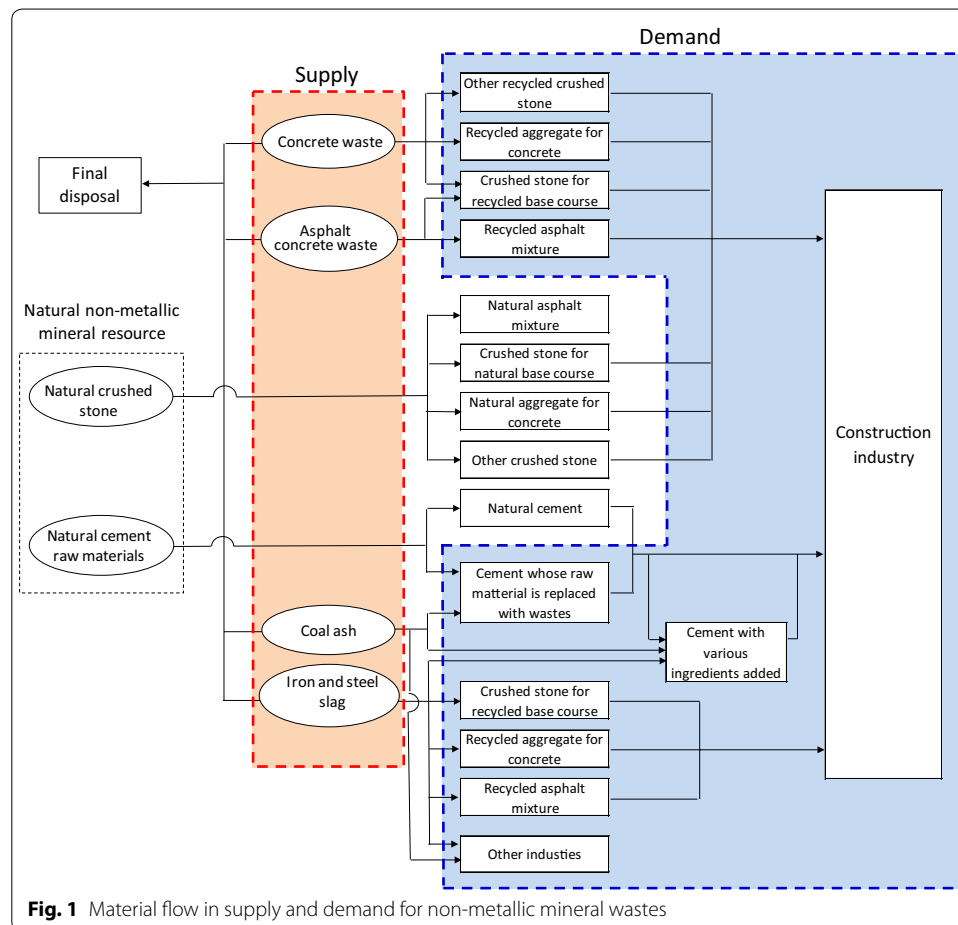 Demand
Supply
Other recycled crushed
stone
Concrete waste
Recycled aggregate for
concrete
Final
disposal
Crushed stone for
recycled base course
Asphalt
concrete waste
Recycled asphalt
mixture
Natural non-metallic
mineral resource
Natural asphalt
mixture
Crushed stone for
natural base course
Natural crushed
stone
Natural aggregate for
concrete
Construction
industry
Other crushed stone
Natural cement
Natural cement
raw materials
Cement whose raw
matterial is replaced
with wastes
Coal ash
Cement with
various
ingredients added
Iron and steel
slag
Crushed stone for
recycled base course
Recycled aggregate for
concrete
Recycled asphalt
mixture
Other industies
Fig. 1 Material flow in supply and demand for non-metallic mineral wastes